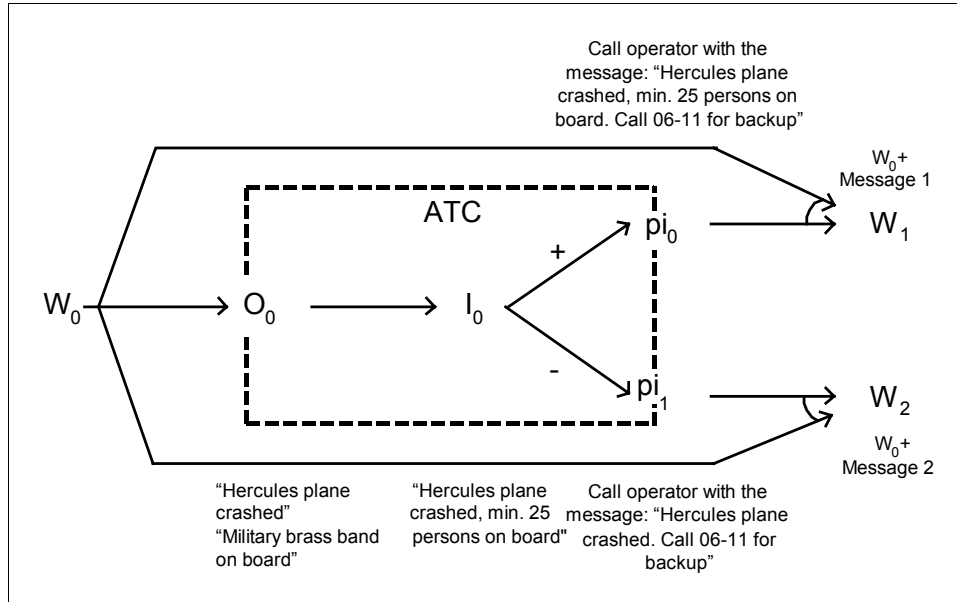 Call operator with the
message: “Hercules plane
crashed, min. 25 persons on
board. Call 06-11 for backup”
W0+
Message 1
ATC
pi0
W1
+
W0
O0
I0
-
pi1
W2
W0+
Message 2
“Hercules plane
crashed”
“Military brass band
on board”
“Hercules plane
crashed, min. 25
persons on board"
Call operator with the
message: “Hercules plane
crashed. Call 06-11 for
backup”